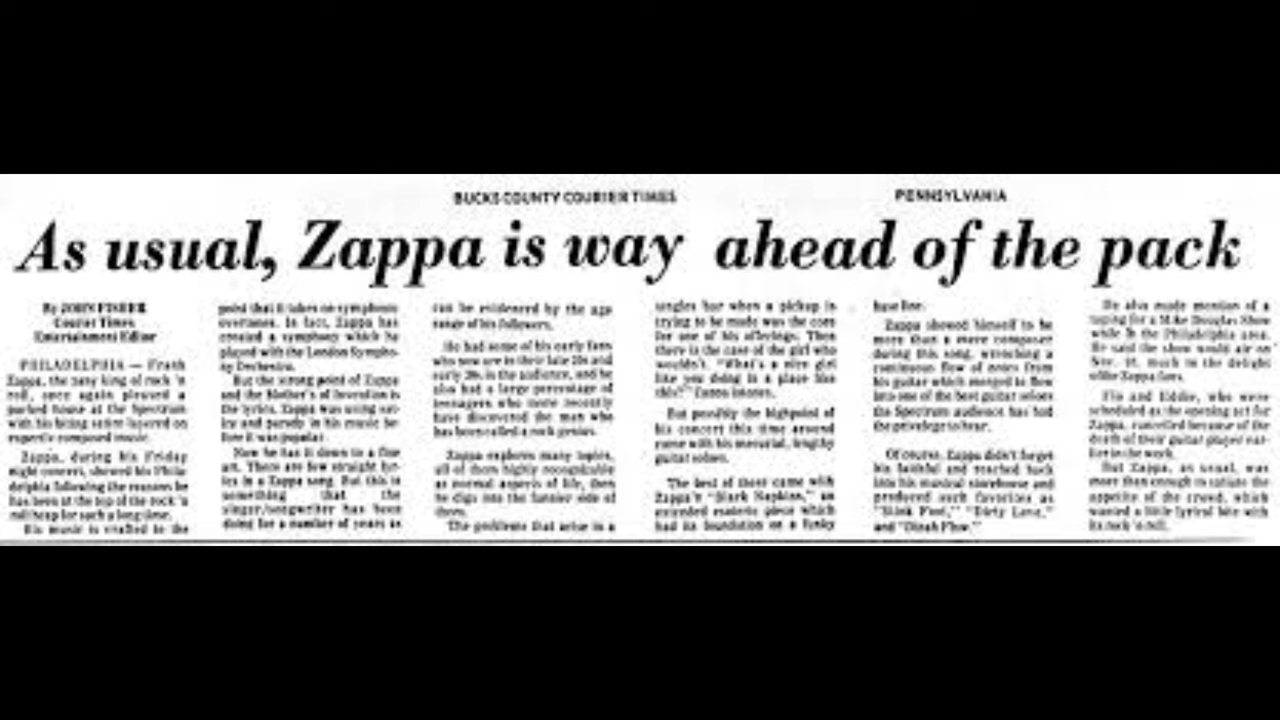 BUCKS COUNTY COURIER TIMES
PENNSYLVANIA
As usual, Zappa is way ahead of the pack
By JOHN FISHER
Courier Times
Entertainment Editor
PHILADELPHIA — Frank
Zappa, the zany king of rock 'n
roll, once again pleased a
packed house at the Spectrum
with his biting satire layered on
expertly composed music.
Zappa, during his Friday
night concert, showed his Phila-
delphia following the reasons he
has been at the top of the rock 'n
roll heap for such a long time.
His music is crafted to the
point that it takes on symphonic
overtones. In fact, Zappa has
created a symphony which he
played with the London Sympho-
ny Orchestra.
But the strong point of Zappa
and the Mother's of Invention is
the lyrics. Zappa was using sat-
ire and parody in his music be-
fore it was popular.
Now he has it down to a fine
art. There are few straight lyr-
ics in a Zappa song. But this is
something that the
singer/songwriter has been
doing for a number of years as
can be evidenced by the age
range of his followers.
He had some of his early fans
who now are in their late 20s and
early 30s, in the audience, and he
also had a large percentage of
teenagers who more recently
have discovered the man who
has been called a rock genius.
Zappa explores many topics,
all of them highly recognizable
as normal aspects of life, then
he digs into the funnier side of
them.
The problems that arise in a
singles bar when a pickup is
trying to be made was the core
for one of his offerings. Then
there is the case of the girl who
wouldn't. "What's a nice girl
like you doing in a place like
this?" Zappa
But possibly the highpoint of
his concert this time around
came with his mercurial, lengthy
guitar solos.
The best of these came with
Zappa's "Black Napkins," an
extended esoteric piece which
had its foundation on a funky
base line.
Zappa showed himself to be
more than a mere composer
during this song, wrenching a
continuous flow of notes from
his guitar which merged to flow
into one of the best guitar solos
the Spectrum audience has had
the privilege to hear.
Of course, Zappa didn't forget
his faithful and reached back
into his musical storehouse and
produced such favorites as
"Stink Foot," "Dirty Love,"
and "Dinah Flow."
He also made mention of a
taping for a Mike Douglas Show
while in the Philadelphia area.
He said the show would air on
Nov. much to the delight
of the Zappa fans.
Flo and Eddie, who were
scheduled as the opening act for
Zappa, cancelled because of the
death of their guitar player ear-
lier in the week.
But Zappa, as usual, was
more than enough to satiate the
appetite of the crowd, which
wanted a little lyrical bite with
its rock 'n roll.